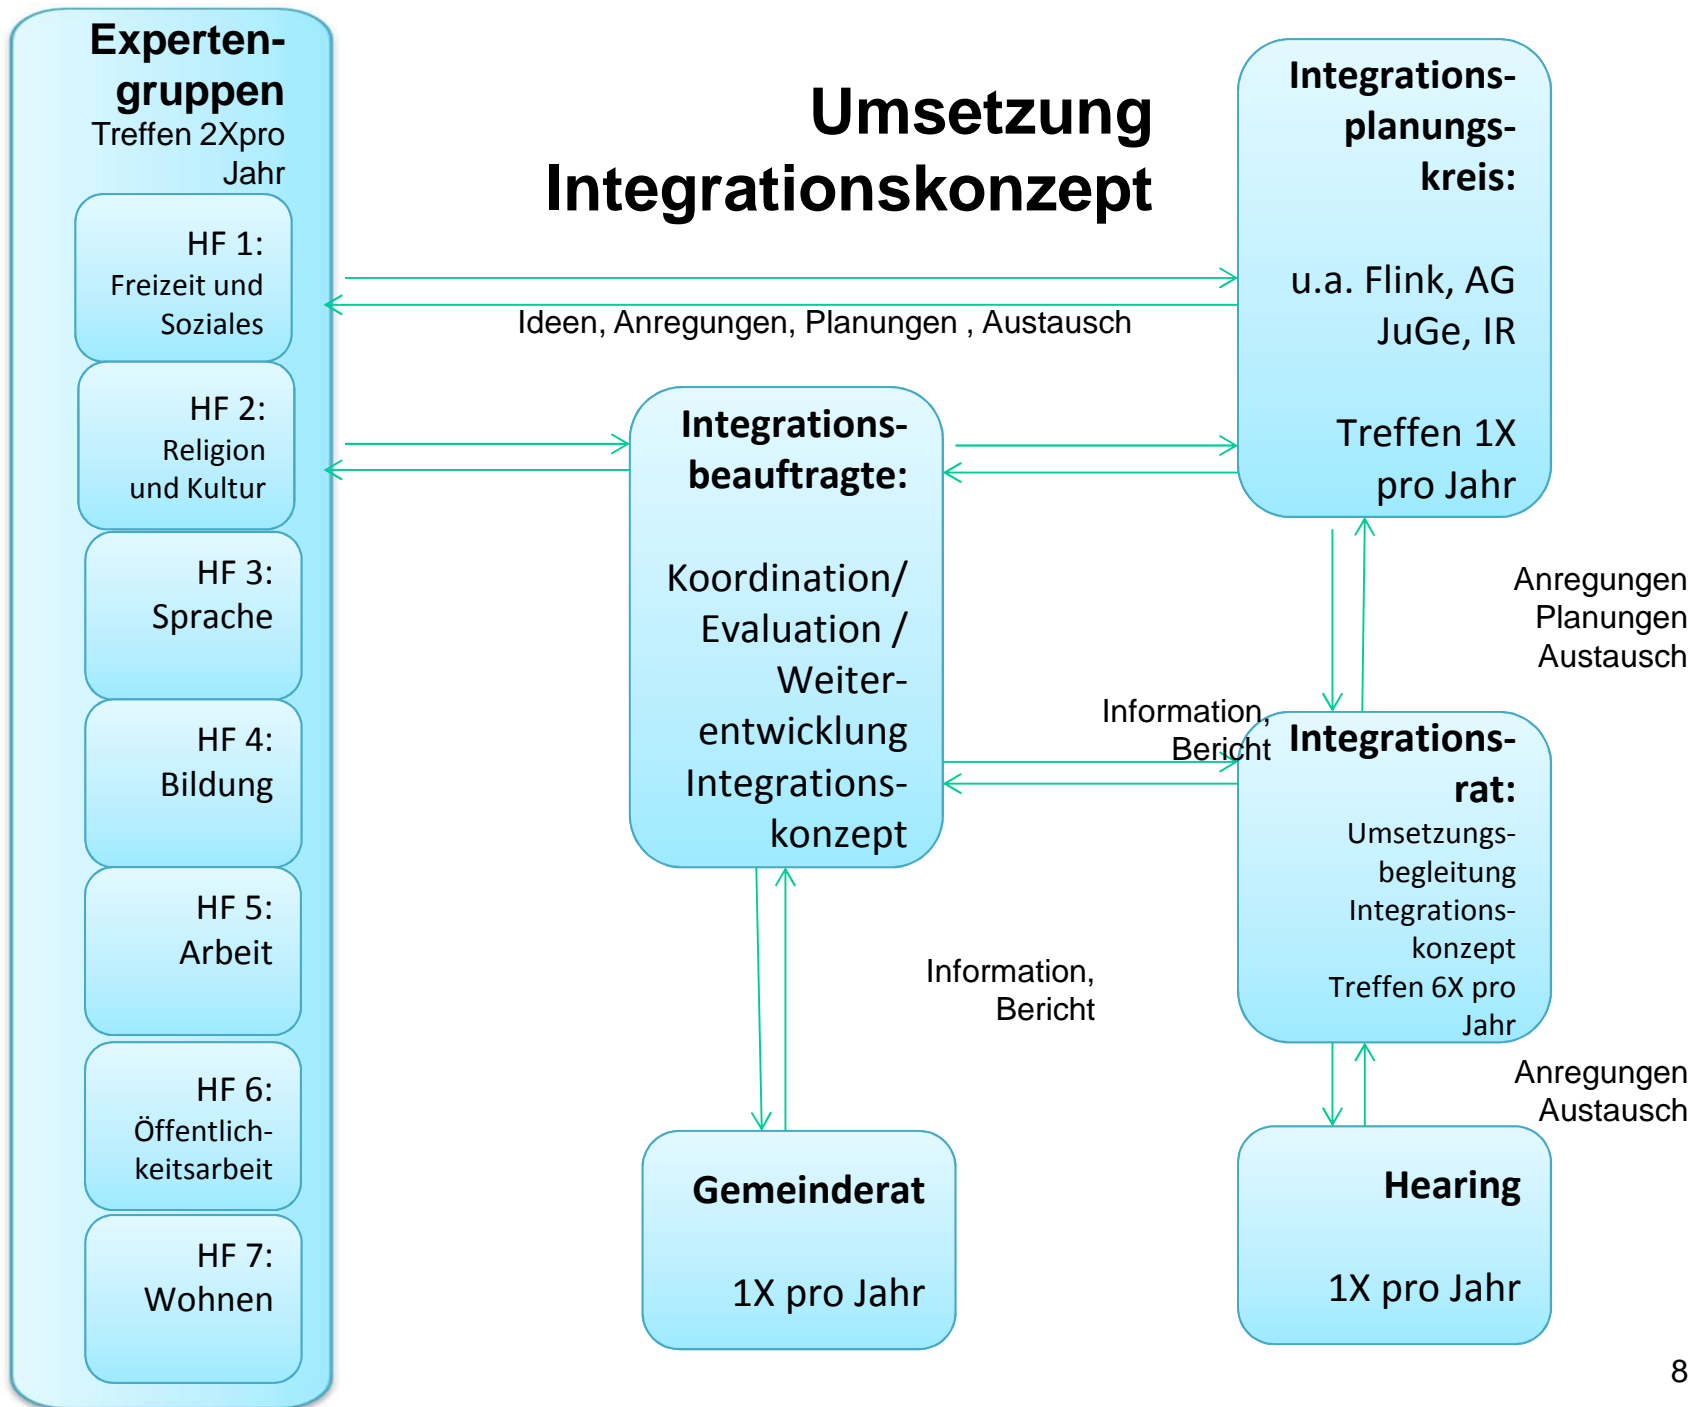 Experten-
gruppen
Treffen 2Xpro
Jahr
HF 1:
Freizeit und
Soziales
HF 2:
Religion
und Kultur
HF 3:
Sprache
HF 4:
Bildung
HF 5:
Arbeit
HF 6:
Öffentlich-
keitsarbeit
HF 7:
Wohnen
Umsetzung
Integrationskonzept
Ideen, Anregungen, Planungen , Austausch
Integrations-
beauftragte:
Koordination/
Evaluation /
Weiter-
entwicklung
Integrations-
konzept
Information,
Bericht
Gemeinderat
1X pro Jahr
Integrations-
planungs-
kreis:
u.a. Flink, AG
JuGe, IR
Treffen 1X
pro Jahr
Anregungen
Planungen
Austausch
Information,
Bericht
Integrations-
rat:
Umsetzungs-
begleitung
Integrations-
konzept
Treffen 6X pro
Jahr
Anregungen
Austausch
Hearing
1X pro Jahr
8